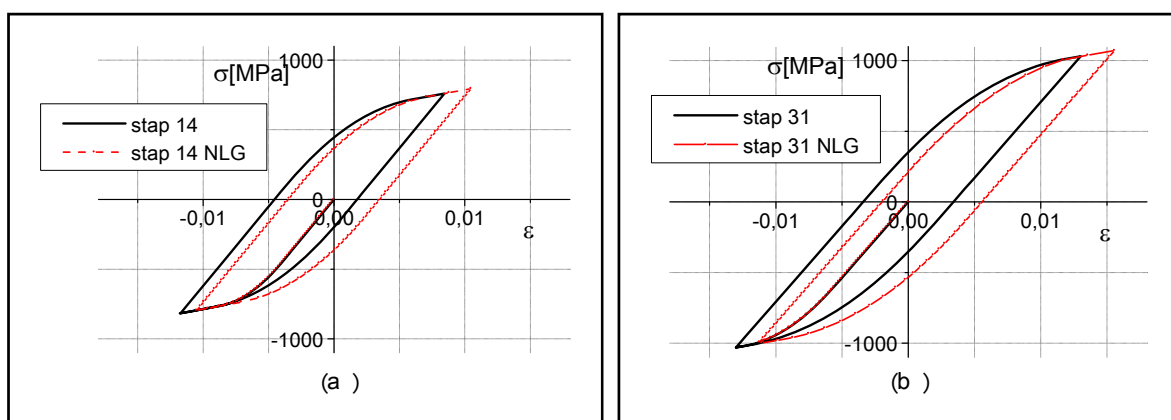 1000
σ[MPa]
stap 14
stap 14 NLG
0
-0,01
0,00
0,01
ε
-1000
(a )
1000
σ[MPa]
stap 31
stap 31 NLG
0
-0,01
0,00
0,01
ε
-1000
(b )